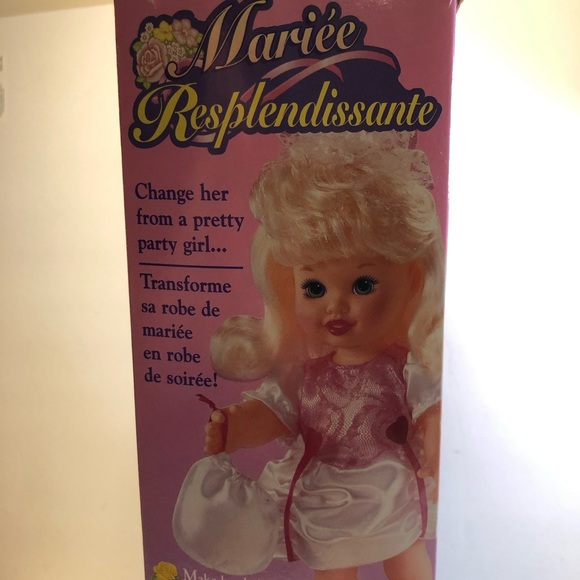 Mariée
Resplendissante
Change her
from a pretty
party girl...
Transforme
sa robe de
mariée
en robe
de soirée!